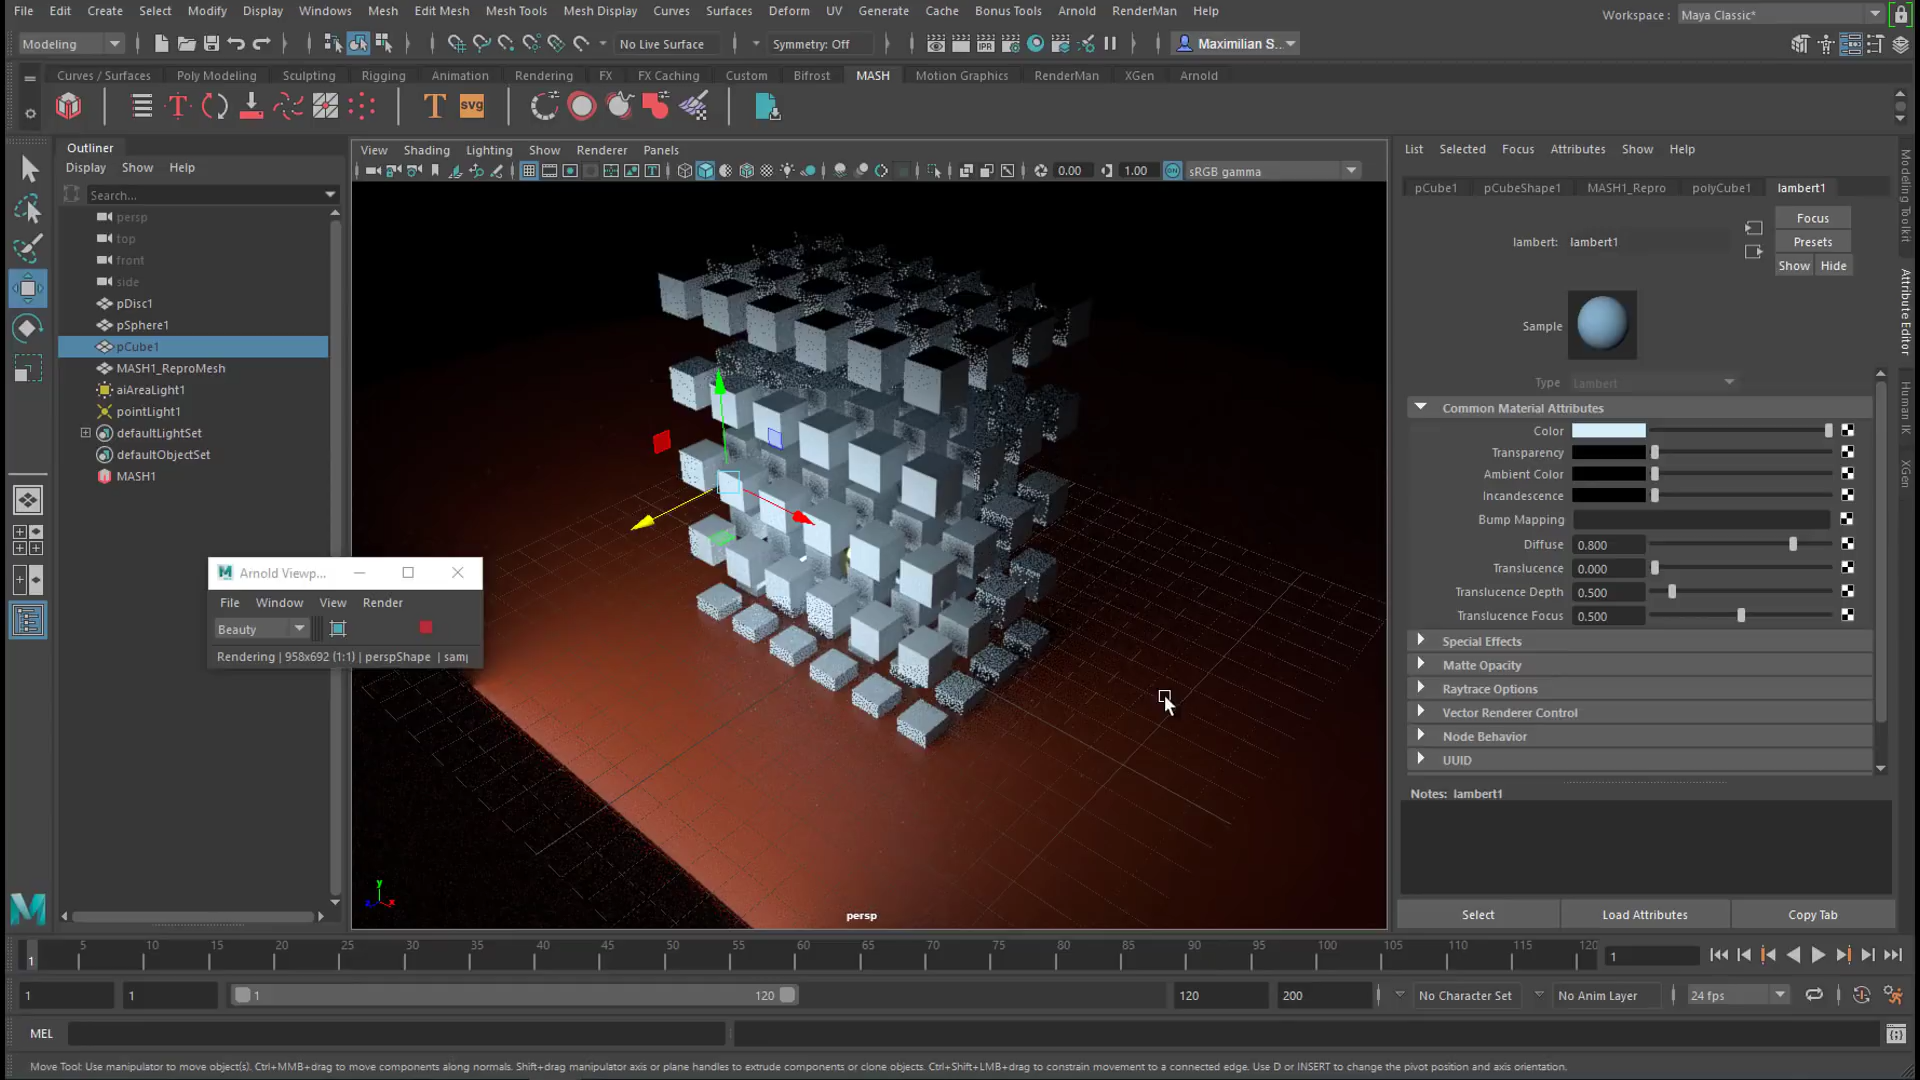 File Edit Create Select Modify Display Windows Mesh Edit Mesh Mesh Tools Mesh Display Curves Surfaces Deform UV Generate Cache Bonus Tools Arnold RenderMan Help
Workspace : Maya Classic*
Modeling No Live Surface Symmetry: Off Maximilian S...
Curves / Surfaces Poly Modeling Sculpting Rigging Animation Rendering FX FX Caching Custom Bifrost MASH Motion Graphics RenderMan XGen Arnold
T T svg
Outliner
Display Show Help
Search...
persp
top
front
side
pDisc1
pSphere1
pCube1
MASH1_ReproMesh
aiAreaLight1
pointLight1
defaultLightSet
defaultObjectSet
MASH1
View Shading Lighting Show Renderer Panels
0.00 1.00 sRGB gamma
Arnold Viewp...
File Window View Render
Beauty
Rendering | 958x692 (1:1) | perspShape | sam
y
z x
persp
List Selected Focus Attributes Show Help
pCube1 pCubeShape1 MASH1_Repro polyCube1 lambert1
lambert: lambert1
Focus
Presets
Show Hide
Sample
Type Lambert
Common Material Attributes
Color
Transparency
Ambient Color
Incandescence
Bump Mapping
Diffuse 0.800
Translucence 0.000
Translucence Depth 0.500
Translucence Focus 0.500
Special Effects
Matte Opacity
Raytrace Options
Vector Renderer Control
Node Behavior
UUID
Notes: lambert1
Select Load Attributes Copy Tab
Modeling Toolkit
Attribute Editor
Human IK
XGen
5 10 15 20 25 30 35 40 45 50 55 60 65 70 75 80 85 90 95 100 105 110 115 120
1 1
1 1 1 120 120 200 No Character Set No Anim Layer 24 fps
MEL
Move Tool: Use manipulator to move object(s). Ctrl+MMB+drag to move components along normals. Shift+drag manipulator axis or plane handles to extrude components or clone objects. Ctrl+Shift+LMB+drag to constrain movement to a connected edge. Use D or INSERT to change the pivot position and axis orientation.